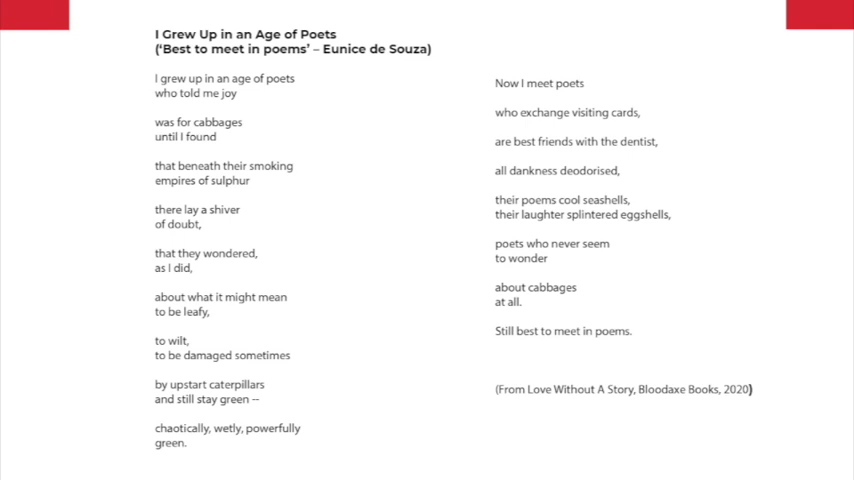 I Grew Up in an Age of Poets
(‘Best to meet in poems’ – Eunice de Souza)
I grew up in an age of poets
who told me joy
was for cabbages
until I found
that beneath their smoking
empires of sulphur
there lay a shiver
of doubt,
that they wondered,
as I did,
about what it might mean
to be leafy,
to wilt,
to be damaged sometimes
by upstart caterpillars
and still stay green --
chaotically, wetly, powerfully
green.
Now I meet poets
who exchange visiting cards,
are best friends with the dentist,
all dankness deodorised,
their poems cool seashells,
their laughter splintered eggshells,
poets who never seem
to wonder
about cabbages
at all.
Still best to meet in poems.
(From Love Without A Story, Bloodaxe Books, 2020)